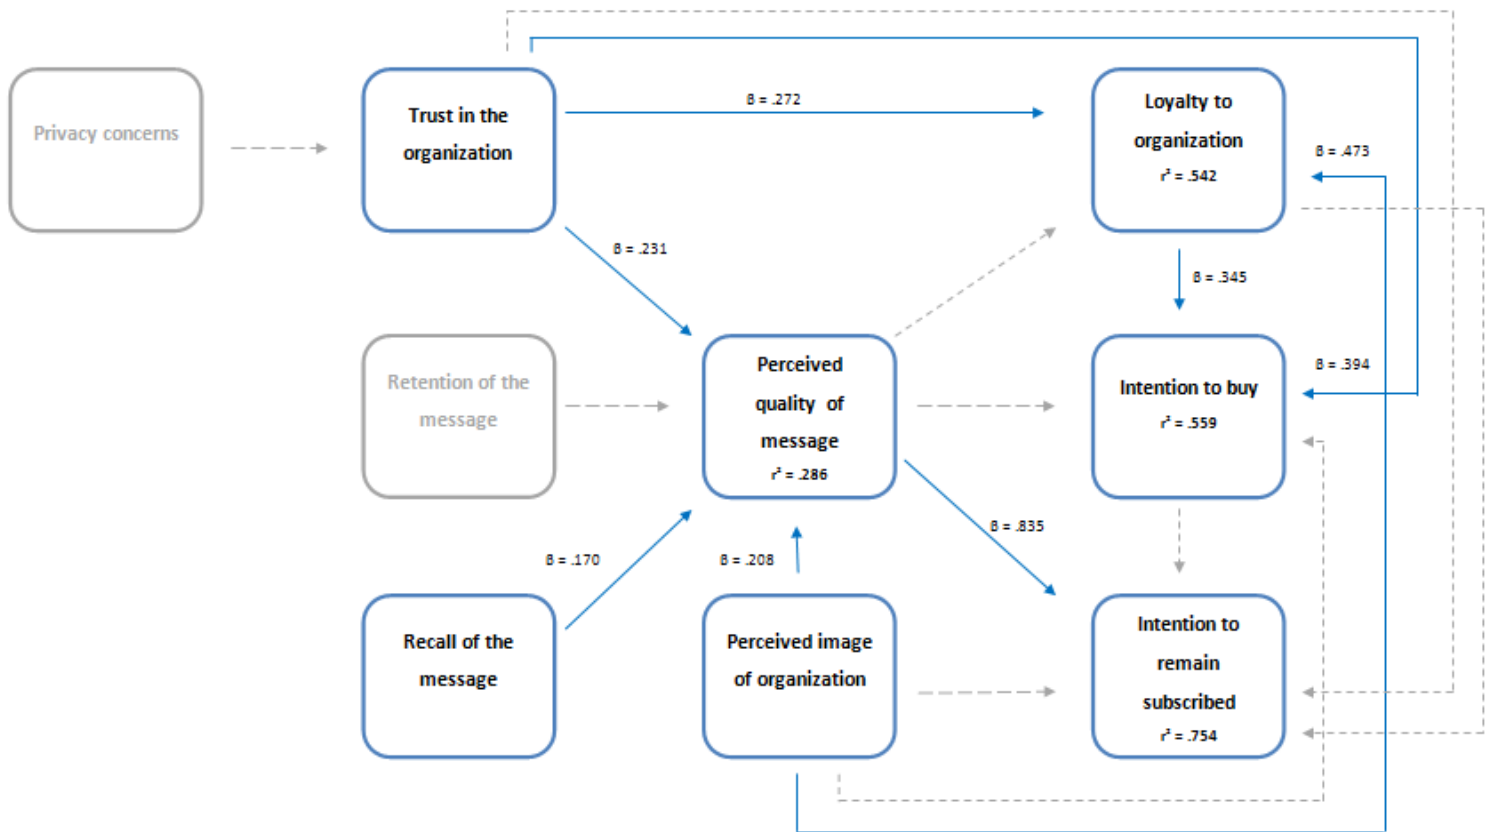 ß = .272
Privacy concerns
Trust in the
organization
Loyalty to
organization
r² = .542
ß = .473
ß = .231
ß = .345
Retention of the
message
Perceived
quality of
message
r² = .286
Intention to buy
r² = .559
ß = .394
ß = .835
ß = .170
ß = .208
Recall of the
message
Perceived image
of organization
Intention to
remain
subscribed
r² = .754